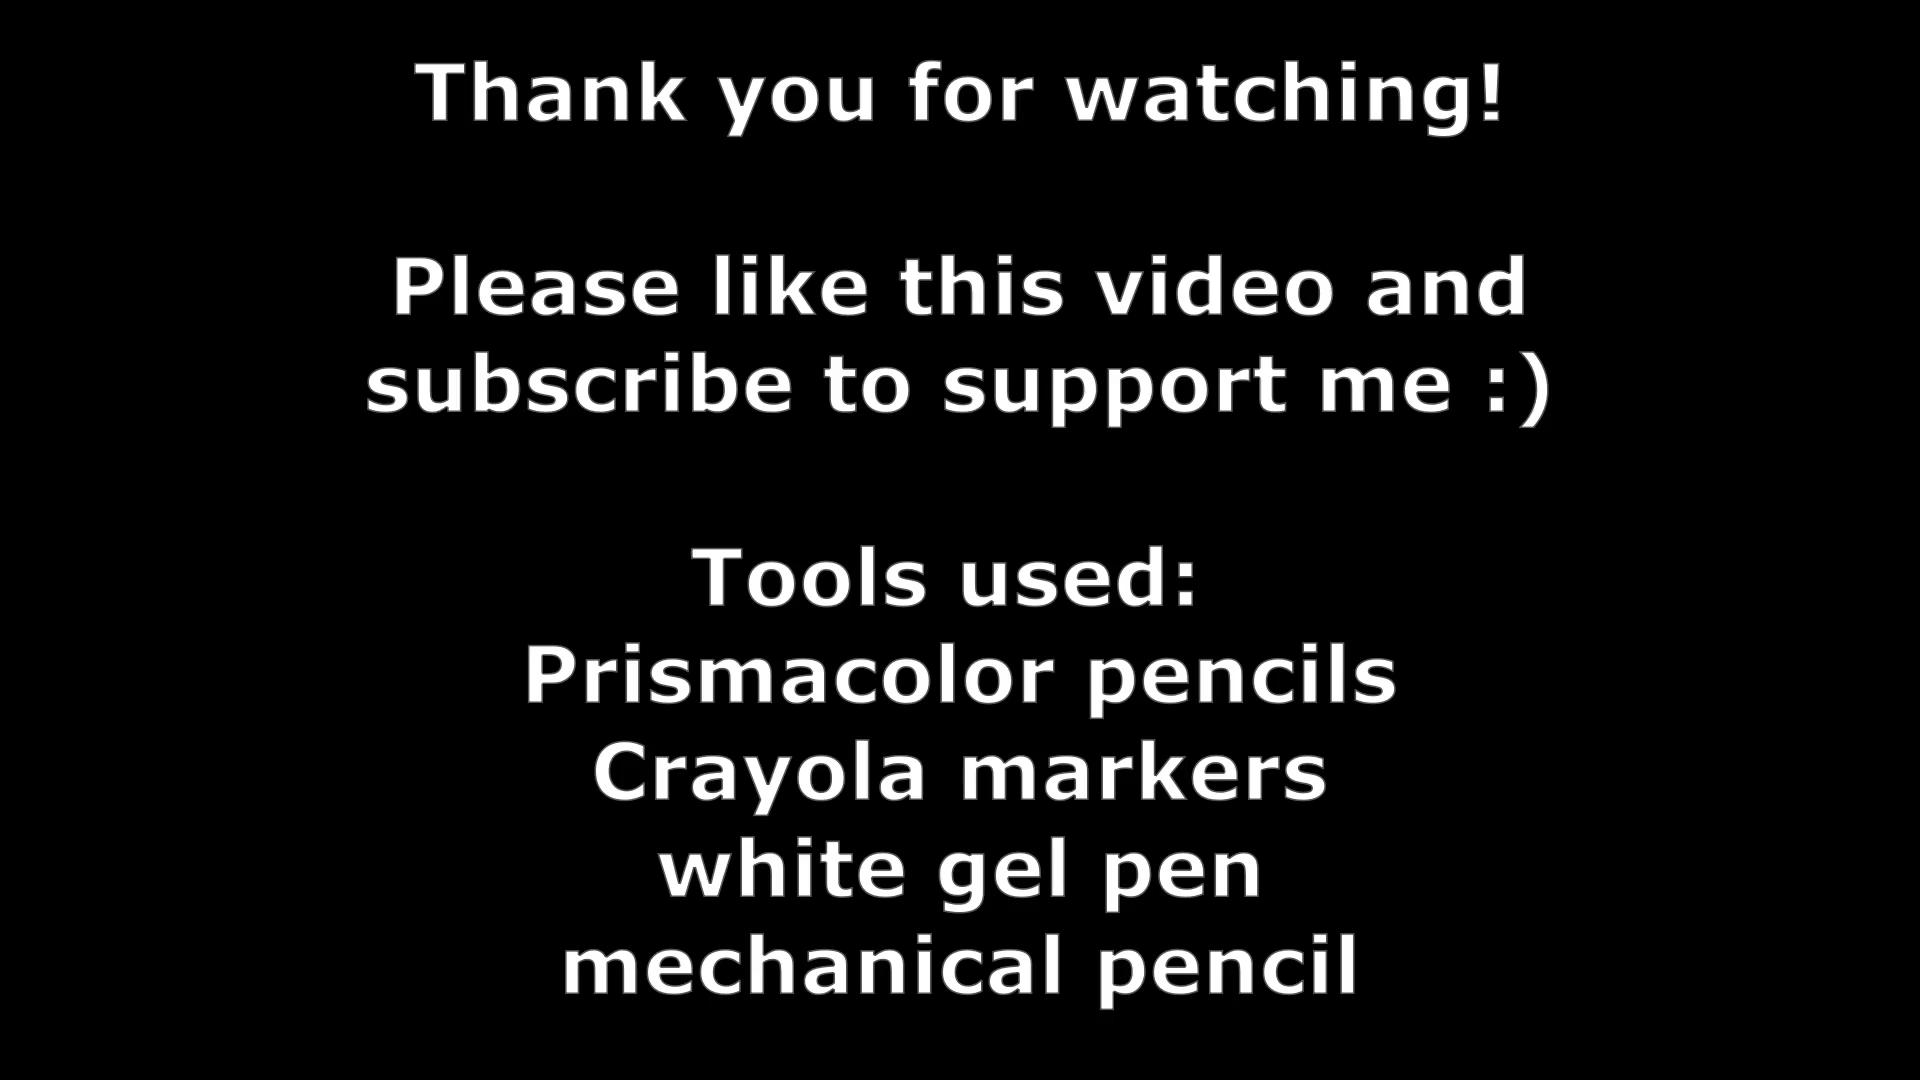 Thank you for watching!
Please like this video and
subscribe to support me :)
Tools used:
Prismacolor pencils
Crayola markers
white gel pen
mechanical pencil